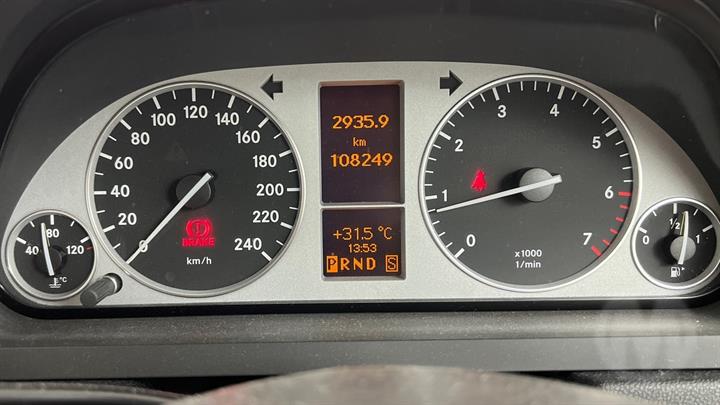 80
40 120
°C
0 20 40 60 80 100 120 140 160 180 200 220 240
BRAKE
km/h
2935.9
km
108249
+31.5 °C
13:53
PRND S
0 1 2 3 4 5 6 7
x1000
1/min
1/2
0 1